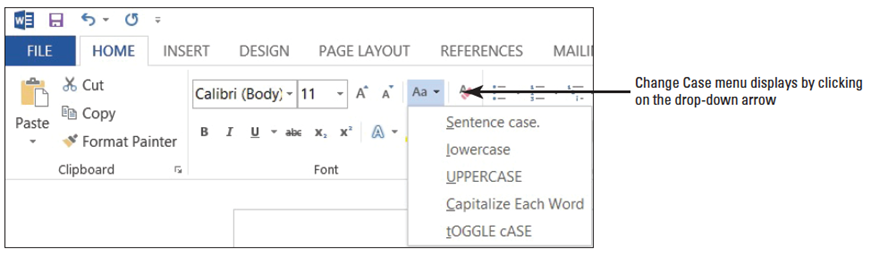 FILE HOME INSERT DESIGN PAGE LAYOUT REFERENCES MAILI
Cut
Copy
Format Painter
Paste
Clipboard
Calibri (Body) 11 A A Aa
B I U abc x₂ x² A
Font
Sentence case.
lowercase
UPPERCASE
Capitalize Each Word
tOGGLE cASE
Change Case menu displays by clicking
on the drop-down arrow